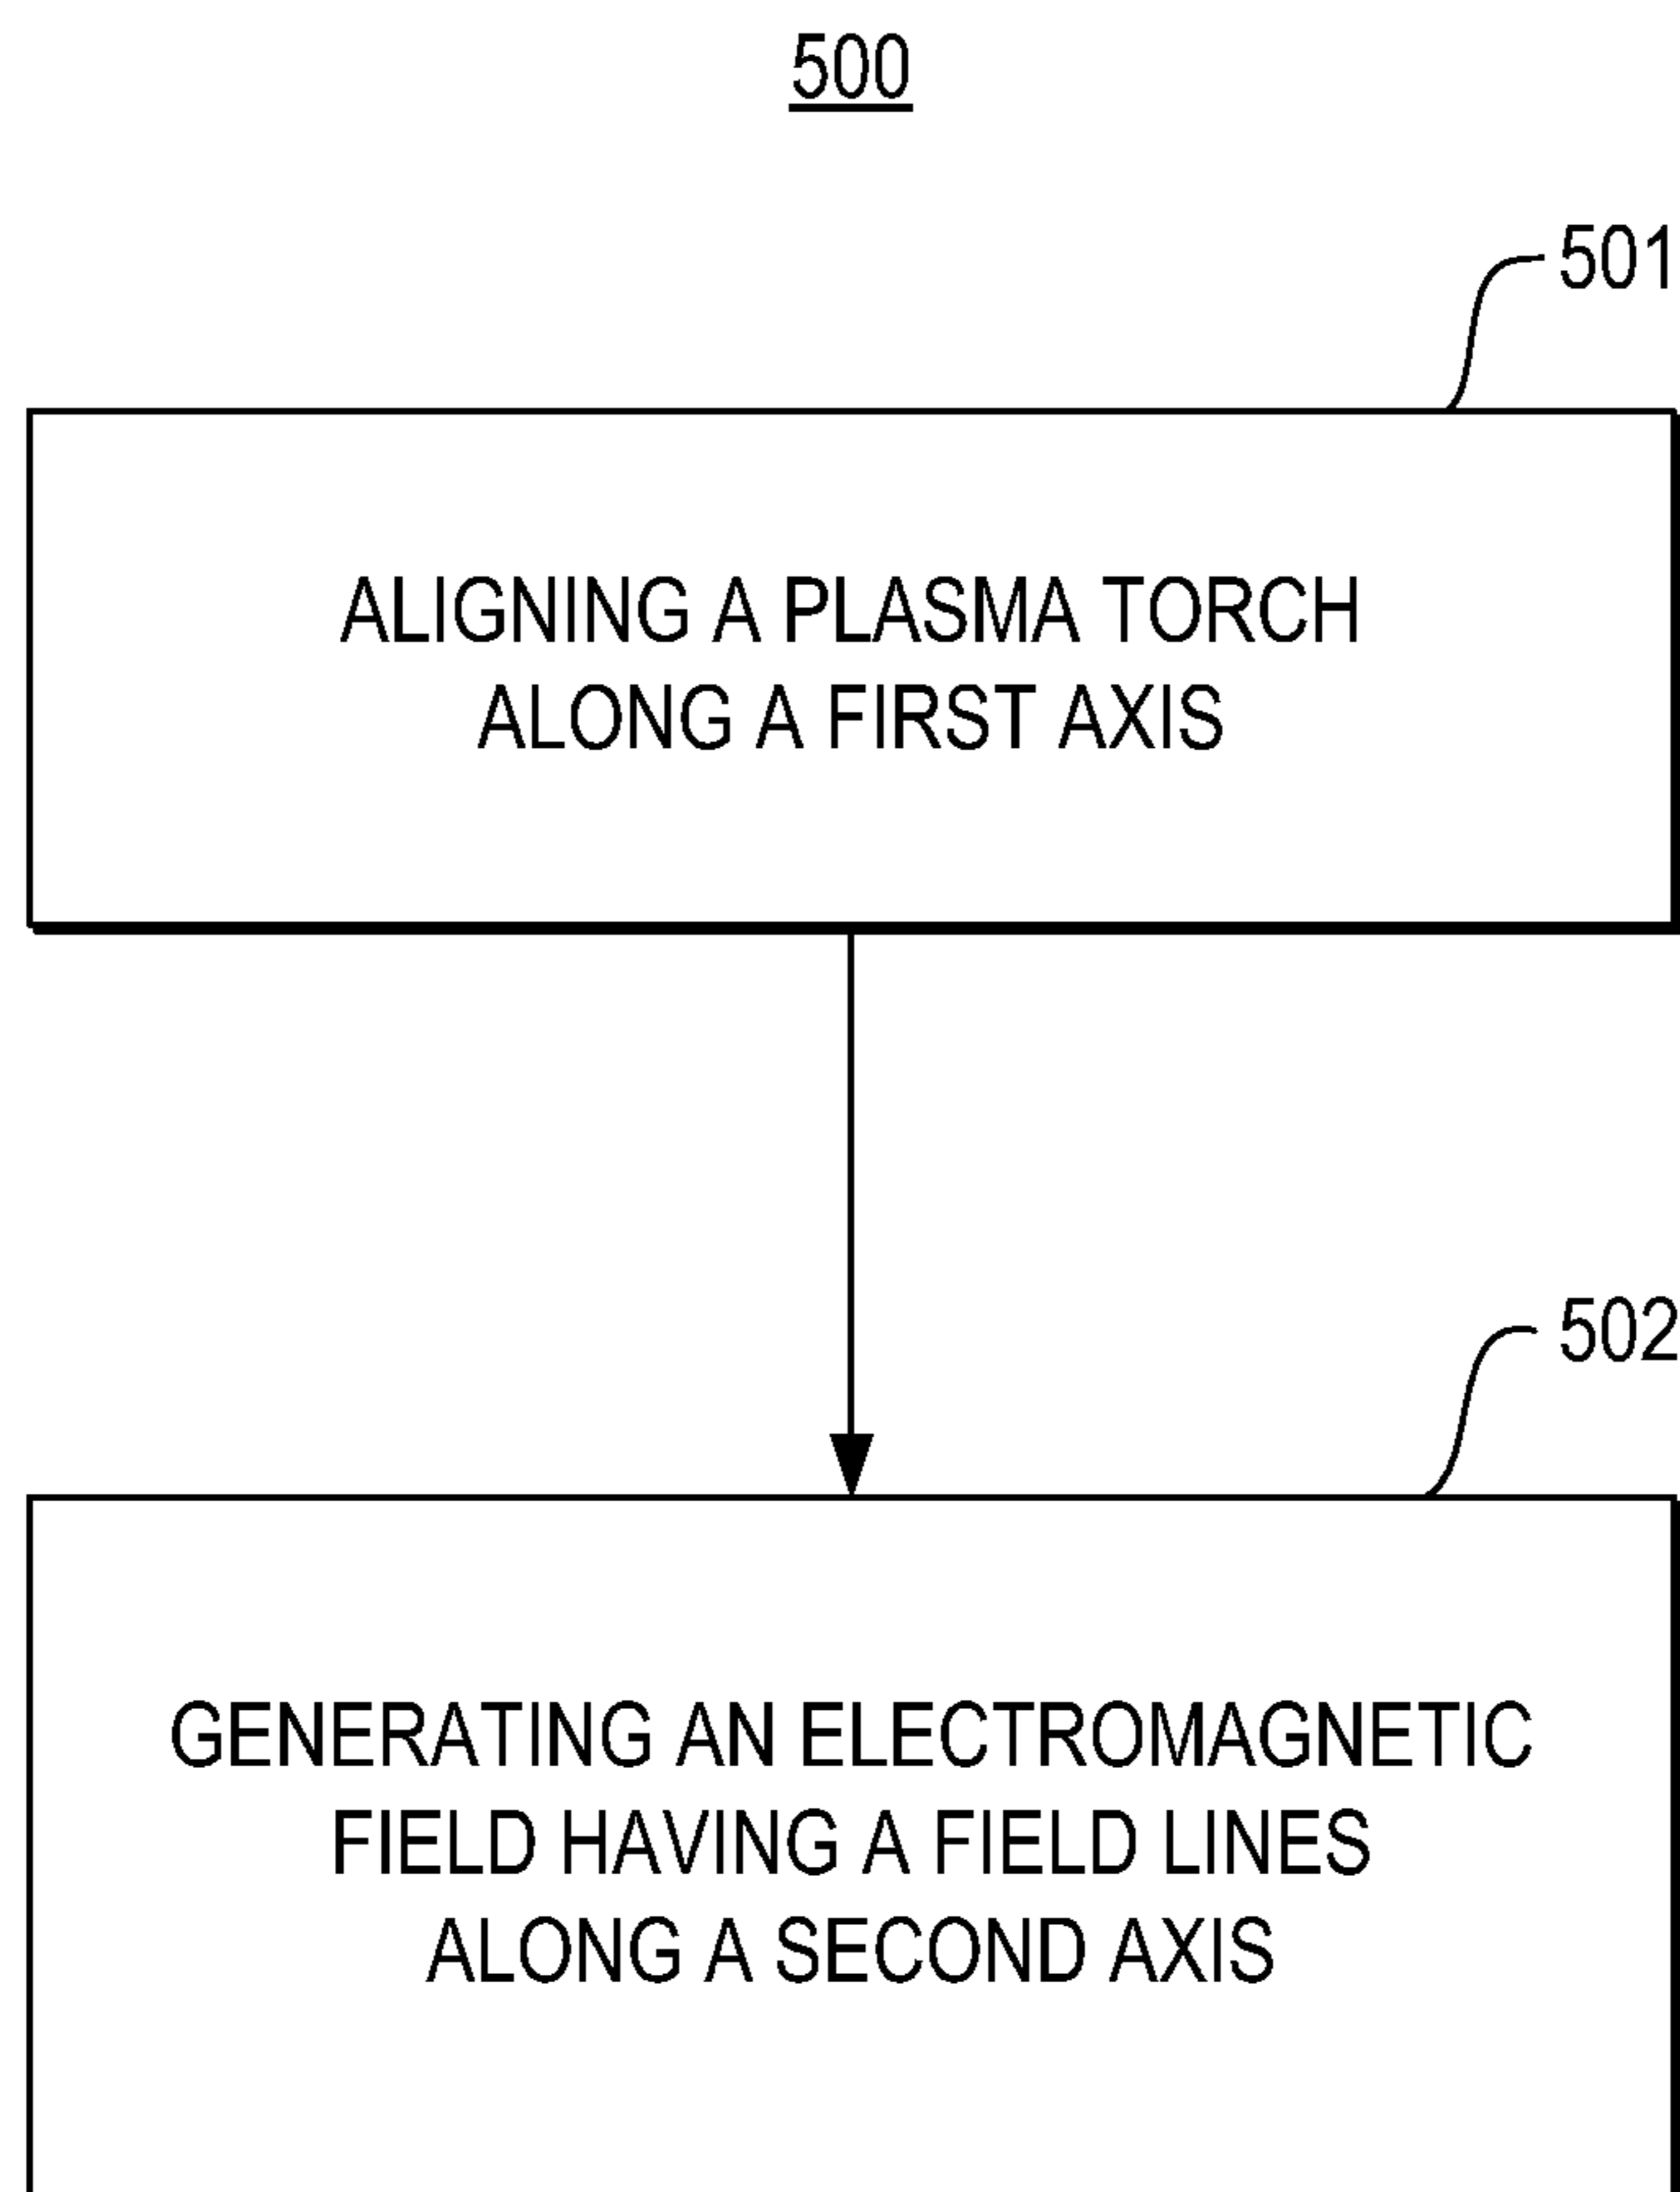 500
501
ALIGNING A PLASMA TORCH
ALONG A FIRST AXIS
502
GENERATING AN ELECTROMAGNETIC
FIELD HAVING A FIELD LINES
ALONG A SECOND AXIS